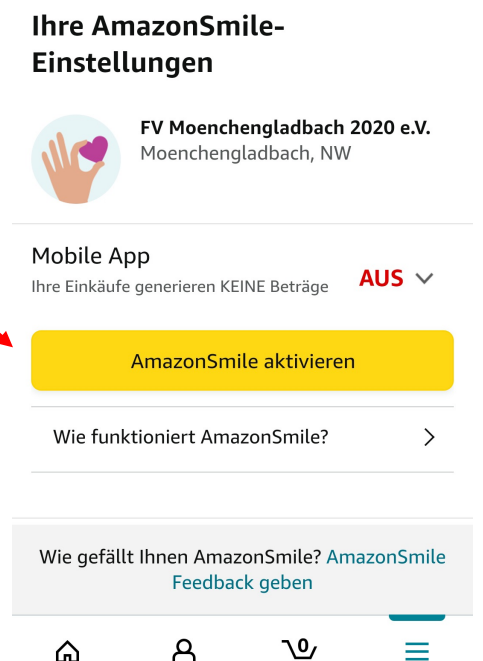 Ihre AmazonSmile-
Einstellungen
FV Moenchengladbach 2020 e.V.
Moenchengladbach, NW
Mobile App
Ihre Einkäufe generieren KEINE Beträge
AUS
AmazonSmile aktivieren
Wie funktioniert AmazonSmile?
Wie gefällt Ihnen AmazonSmile? AmazonSmile
Feedback geben
0